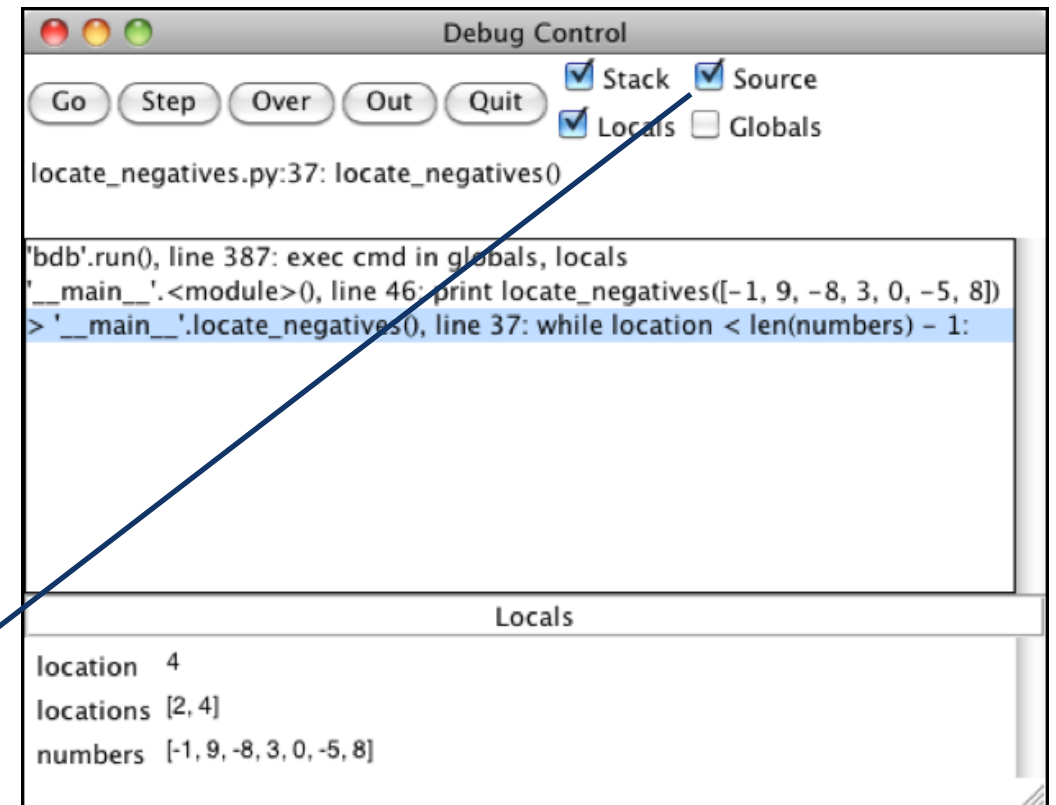 Debug Control
Go Step Over Out Quit
Stack Source
Locals Globals
locate_negatives.py:37: locate_negatives()
'bdb'.run(), line 387: exec cmd in globals, locals
'__main__'.<module>(), line 46: print locate_negatives([-1, 9, -8, 3, 0, -5, 8])
> '__main__'.locate_negatives(), line 37: while location < len(numbers) - 1:
Locals
location 4
locations [2, 4]
numbers [-1, 9, -8, 3, 0, -5, 8]